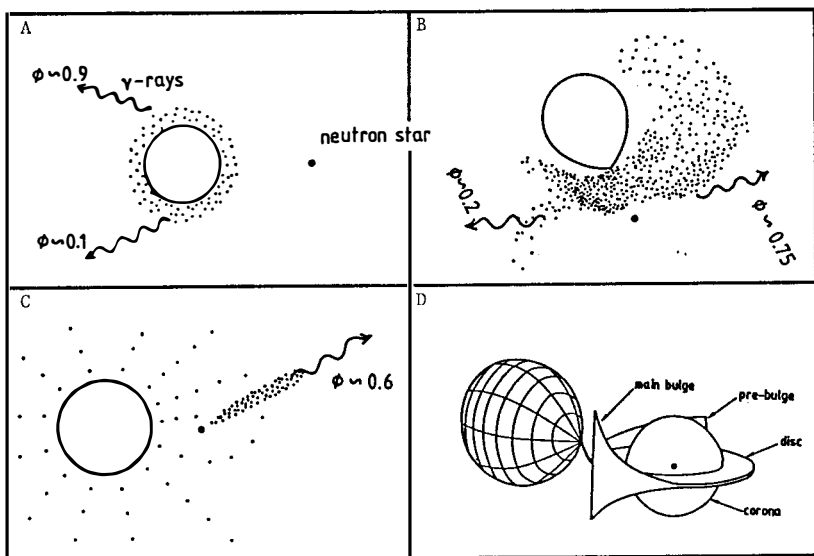 A
φ~0.9
γ-rays
neutron star
φ~0.1
B
φ~0.2
φ~0.75
C
φ~0.6
D
main bulge
pre-bulge
disc
corona